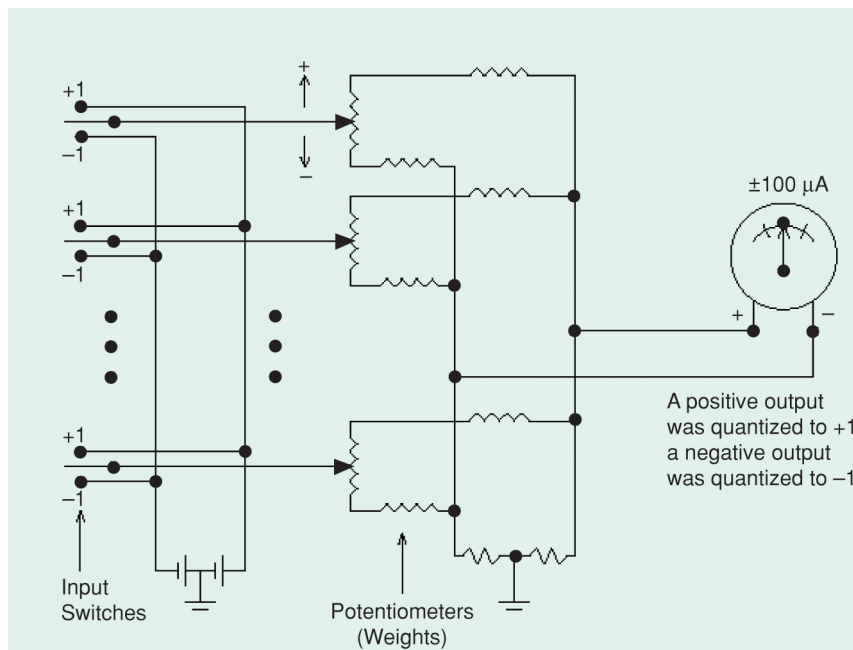 +
+1
–1
–
±100 μA
+1
–1
+ –
A positive output
was quantized to +1
a negative output
was quantized to –1
+1
–1
Input
Switches
Potentiometers
(Weights)